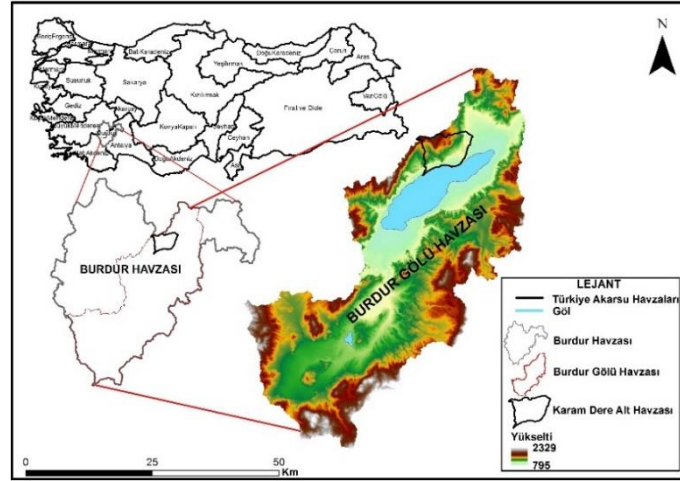 N
Batı Karadeniz
Doğu Karadeniz
Çoruh
Aras
Yeşilırmak
Susurluk
Sakarya
Kızılırmak
Van Gölü
Gediz
Fırat ve Dicle
Konya Kapalı
Seyhan
Ceyhan
Antalya
Doğu Akdeniz
Asi
BURDUR HAVZASI
BURDUR GÖLÜ HAVZASI
LEJANT
Türkiye Akarsu Havzaları
Göl
Burdur Havzası
Burdur Gölü Havzası
Karam Dere Alt Havzası
Yükselti
2329
795
0 25 50
Km